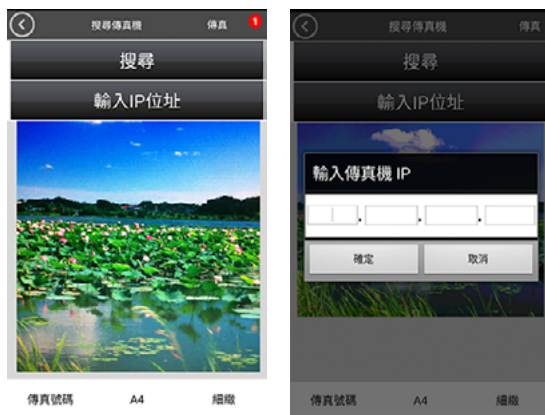 搜尋傳真機 傳真 1
搜尋
輸入IP位址
傳真號碼 A4 細緻
搜尋傳真機 傳真
搜尋
輸入IP位址
輸入傳真機 IP
. . .
確定 取消
傳真號碼 A4 細緻